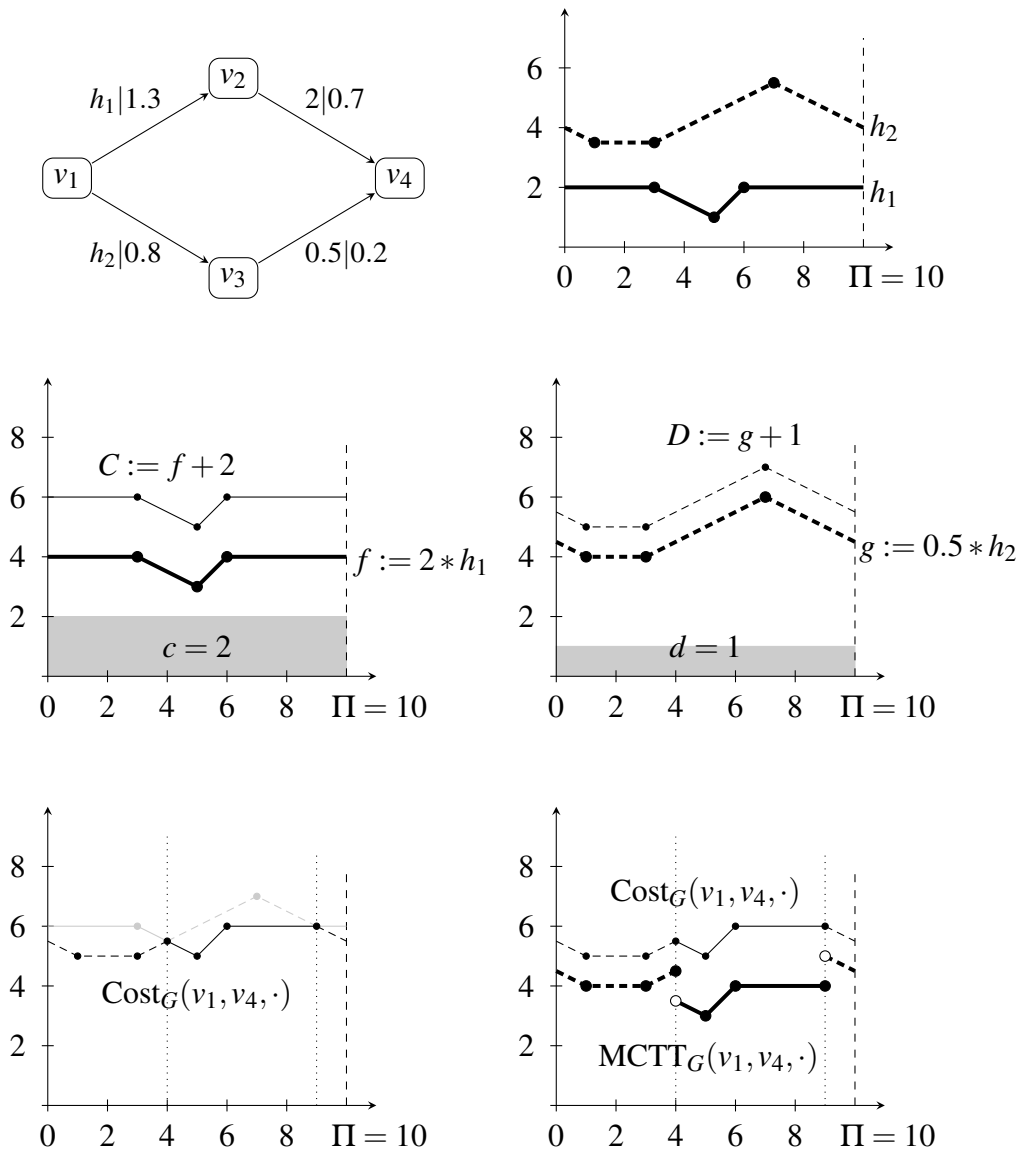 v₂
h₁|1.3
2|0.7
v₁
v₄
h₂|0.8
0.5|0.2
v₃
6
4
2
h₂
h₁
0 2 4 6 8 Π = 10
8
6
4
2
C := f + 2
f := 2 ∗ h₁
c = 2
0 2 4 6 8 Π = 10
8
6
4
2
D := g + 1
g := 0.5 ∗ h₂
d = 1
0 2 4 6 8 Π = 10
8
6
4
2
Cost_G(v₁, v₄, ·)
0 2 4 6 8 Π = 10
8
6
4
2
Cost_G(v₁, v₄, ·)
MCTT_G(v₁, v₄, ·)
0 2 4 6 8 Π = 10